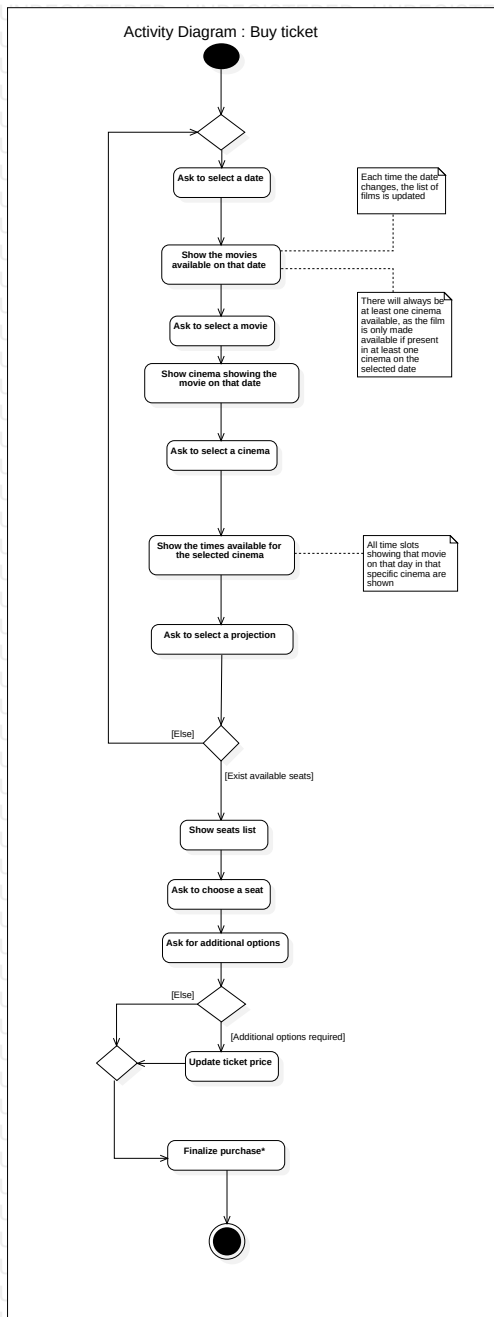 Activity Diagram : Buy ticket
Ask to select a date
Each time the date
changes, the list of
films is updated
Show the movies
available on that date
There will always be
at least one cinema
available, as the film
is only made
available if present
in at least one
cinema on the
selected date
Ask to select a movie
Show cinema showing the
movie on that date
Ask to select a cinema
Show the times available for
the selected cinema
All time slots
showing that movie
on that day in that
specific cinema are
shown
Ask to select a projection
[Else]
[Exist available seats]
Show seats list
Ask to choose a seat
Ask for additional options
[Else]
[Additional options required]
Update ticket price
Finalize purchase*